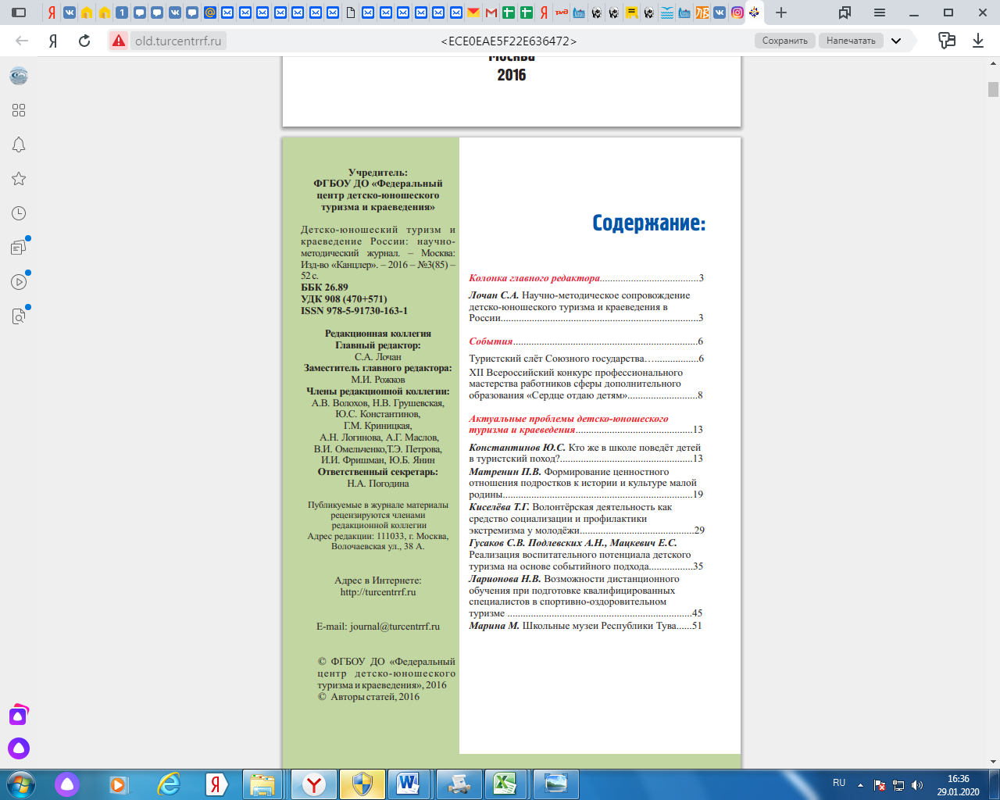 old.turcentrrf.ru
<ECE0EAE5F22E636472>
Сохранить
Напечатать
Москва
2016
Учредитель:
ФГБОУ ДО «Федеральный
центр детско-юношеского
туризма и краеведения»
Детско-юношеский туризм и
краеведение России: научно-
методический журнал. – Москва:
Изд-во «Канцлер». – 2016 – №3(85) –
52 с.
ББК 26.89
УДК 908 (470+571)
ISSN 978-5-91730-163-1
Редакционная коллегия
Главный редактор:
С.А. Лочан
Заместитель главного редактора:
М.И. Рожков
Члены редакционной коллегии:
А.В. Волохов, Н.В. Грушевская,
Ю.С. Константинов,
Г.М. Криницкая,
А.Н. Логинова, А.Г. Маслов,
В.И. Омельченко,Т.Э. Петрова,
И.И. Фришман, Ю.Б. Янин
Ответственный секретарь:
Н.А. Погодина
Публикуемые в журнале материалы
рецензируются членами
редакционной коллегии
Адрес редакции: 111033, г. Москва,
Волочаевская ул., 38 А.
Адрес в Интернете:
http://turcentrrf.ru
E-mail: journal@turcentrrf.ru
© ФГБОУ ДО «Федеральный
центр детско-юношеского
туризма и краеведения», 2016
© Авторы статей, 2016
Содержание:
Колонка главного редактора......................................3
Лочан С.А. Научно-методическое сопровождение
детско-юношеского туризма и краеведения в
России............................................................................3
События.......................................................................6
Туристский слёт Союзного государства….................6
XII Всероссийский конкурс профессионального
мастерства работников сферы дополнительного
образования «Сердце отдаю детям»...........................8
Актуальные проблемы детско-юношеского
туризма и краеведения.............................................13
Константинов Ю.С. Кто же в школе поведёт детей
в туристский поход?...................................................13
Матренин П.В. Формирование ценностного
отношения подростков к истории и культуре малой
родины.........................................................................19
Киселёва Т.Г. Волонтёрская деятельность как
средство социализации и профилактики
экстремизма у молодёжи............................................29
Гусаков С.В. Подлевских А.Н., Мацкевич Е.С.
Реализация воспитательного потенциала детского
туризма на основе событийного подхода.................35
Ларионова Н.В. Возможности дистанционного
обучения при подготовке квалифицированных
специалистов в спортивно-оздоровительном
туризме .......................................................................45
Марина М. Школьные музеи Республики Тува......51
RU
16:36
29.01.2020